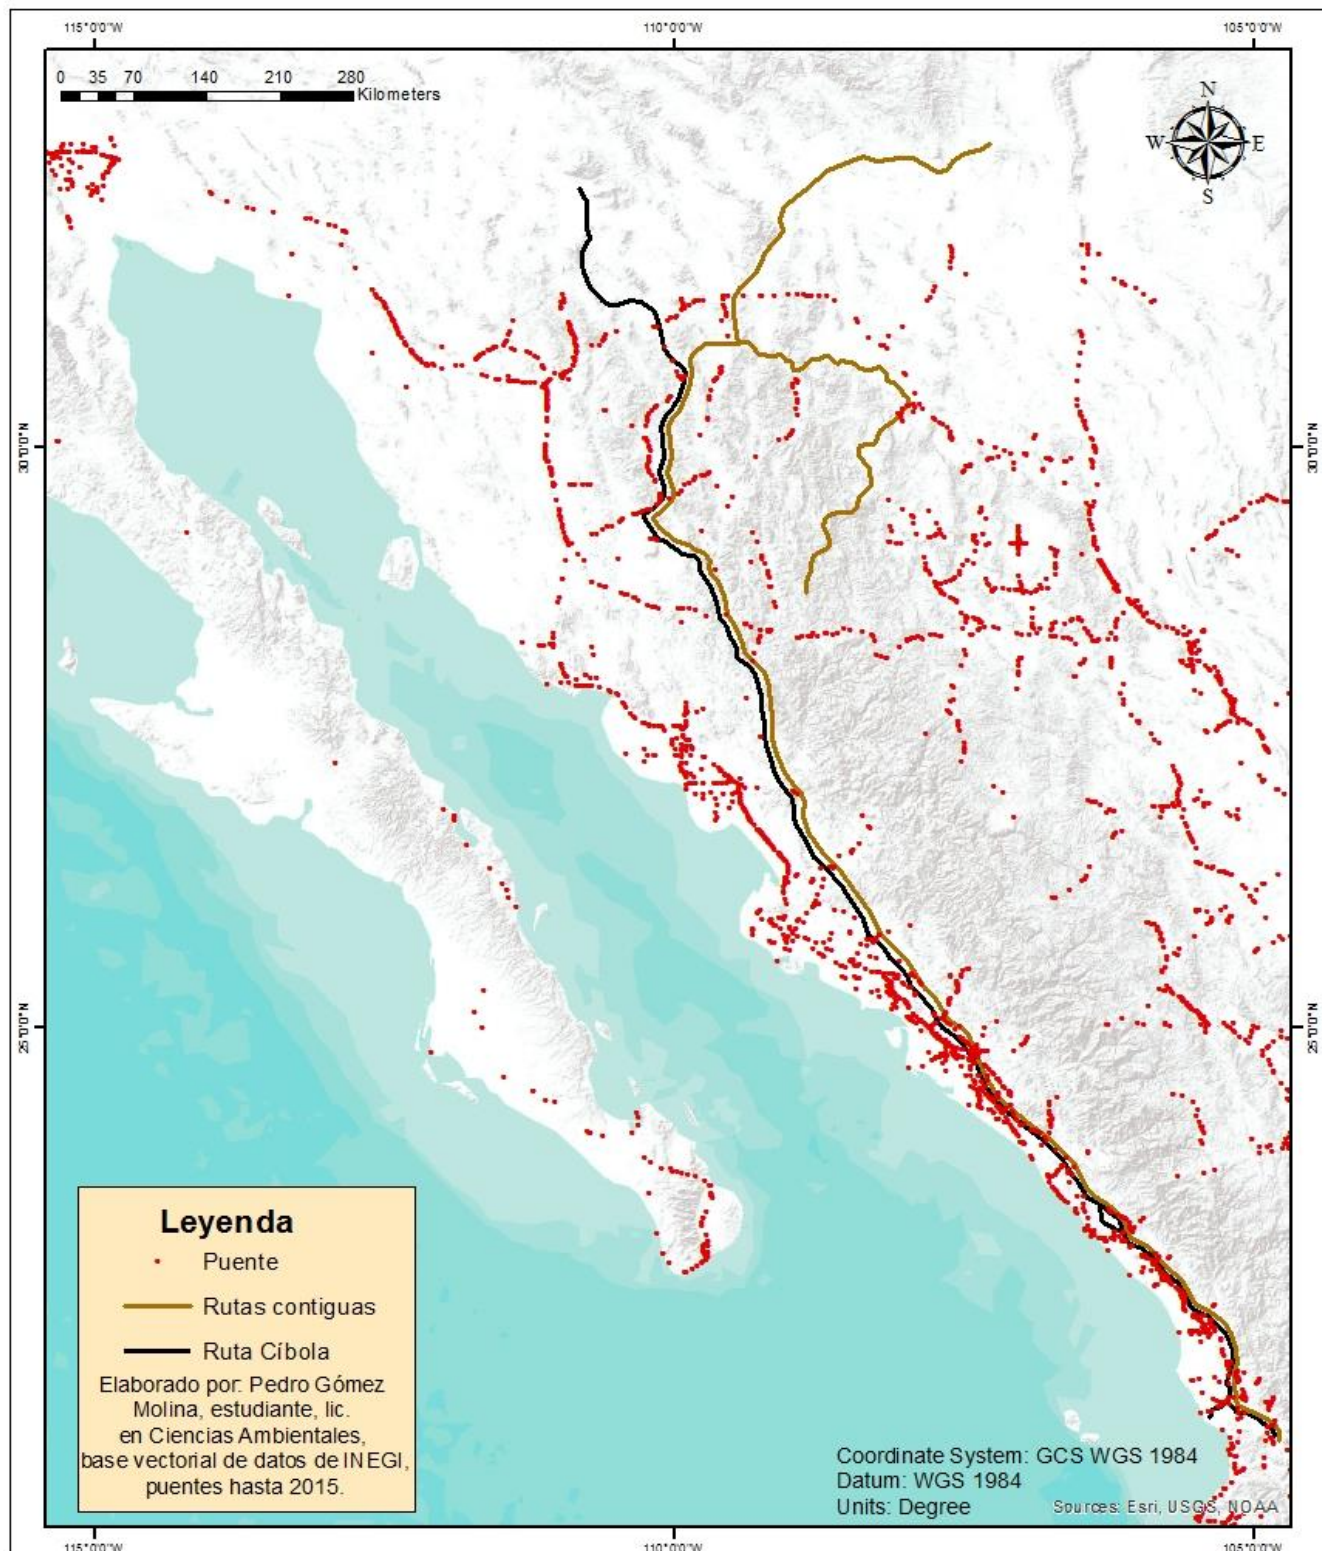 115°0'0"W 110°0'0"W 105°0'0"W
0 35 70 140 210 280
Kilometers
N
W E
S
30°0'0"N 30°0'0"N
25°0'0"N 25°0'0"N
Leyenda
Puente
Rutas contiguas
Ruta Cíbola
Elaborado por: Pedro Gómez
Molina, estudiante, lic.
en Ciencias Ambientales,
base vectorial de datos de INEGI,
puentes hasta 2015.
Coordinate System: GCS WGS 1984
Datum: WGS 1984
Units: Degree
Sources: Esri, USGS, NOAA
115°0'0"W 110°0'0"W 105°0'0"W